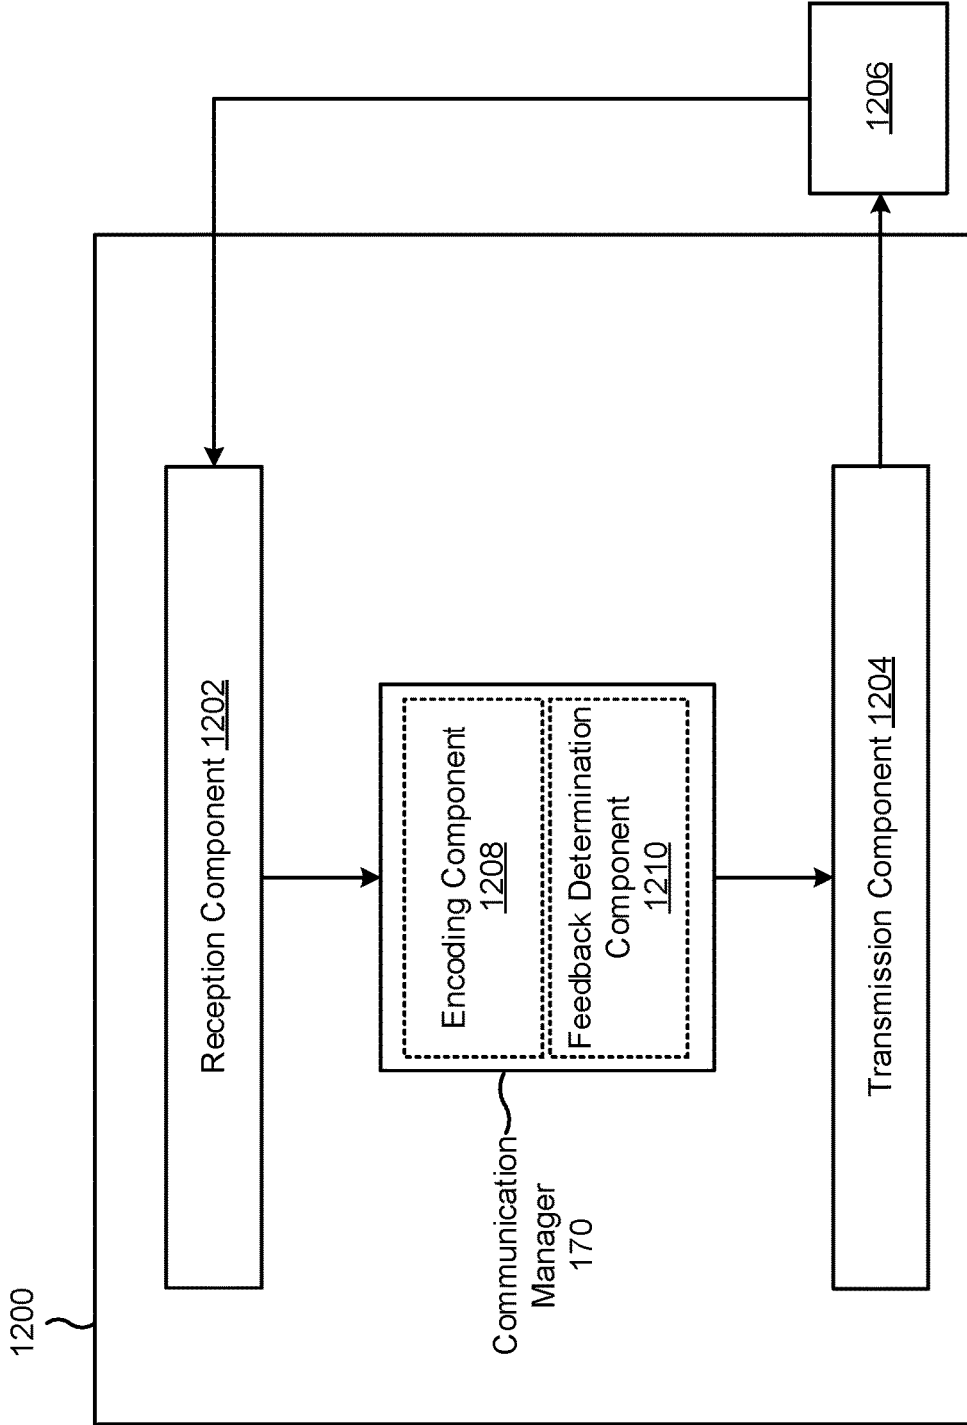 1200
Reception Component 1202
1206
Communication
Manager
170
Encoding Component
1208
Feedback Determination
Component
1210
Transmission Component 1204